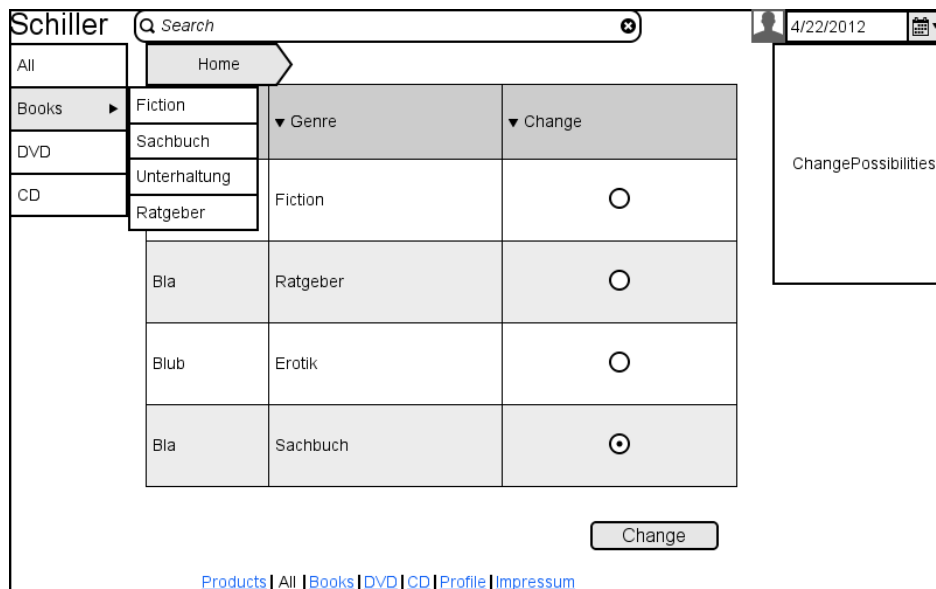 Schiller
Search
4/22/2012
All
Books
DVD
CD
Fiction
Sachbuch
Unterhaltung
Ratgeber
Home
Genre Change
Fiction
Bla Ratgeber
Blub Erotik
Bla Sachbuch
ChangePossibilities
Change
Products | All | Books | DVD | CD | Profile | Impressum